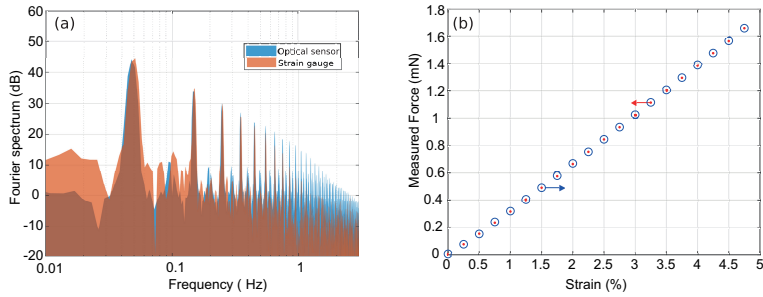 (a)
60
50
40
30
20
10
0
-10
-20
Fourier spectrum (dB)
Optical sensor
Strain gauge
0.01
0.1
1
Frequency ( Hz)
(b)
1.8
1.6
1.4
1.2
1
0.8
0.6
0.4
0.2
0
Measured Force (mN)
0 0.5 1 1.5 2 2.5 3 3.5 4 4.5 5
Strain (%)